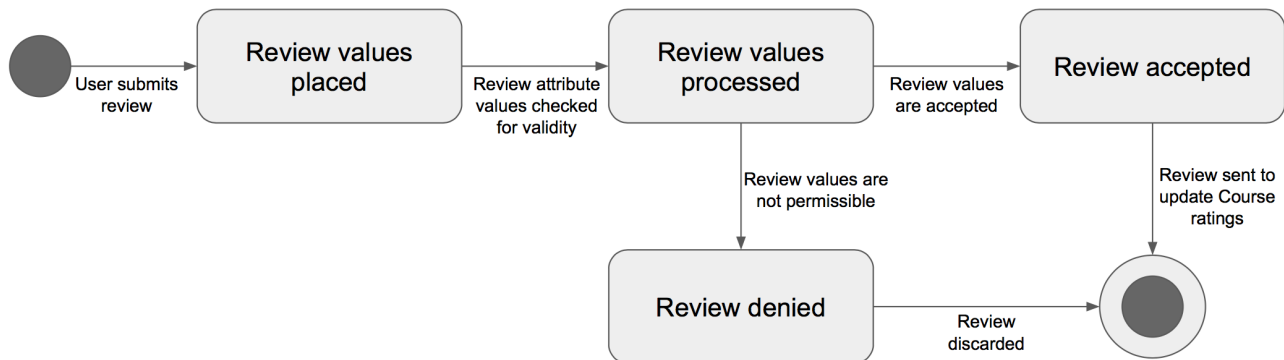 Review values
placed
Review values
processed
Review accepted
User submits
review
Review attribute
values checked
for validity
Review values
are accepted
Review values are
not permissible
Review sent to
update Course
ratings
Review denied
Review
discarded